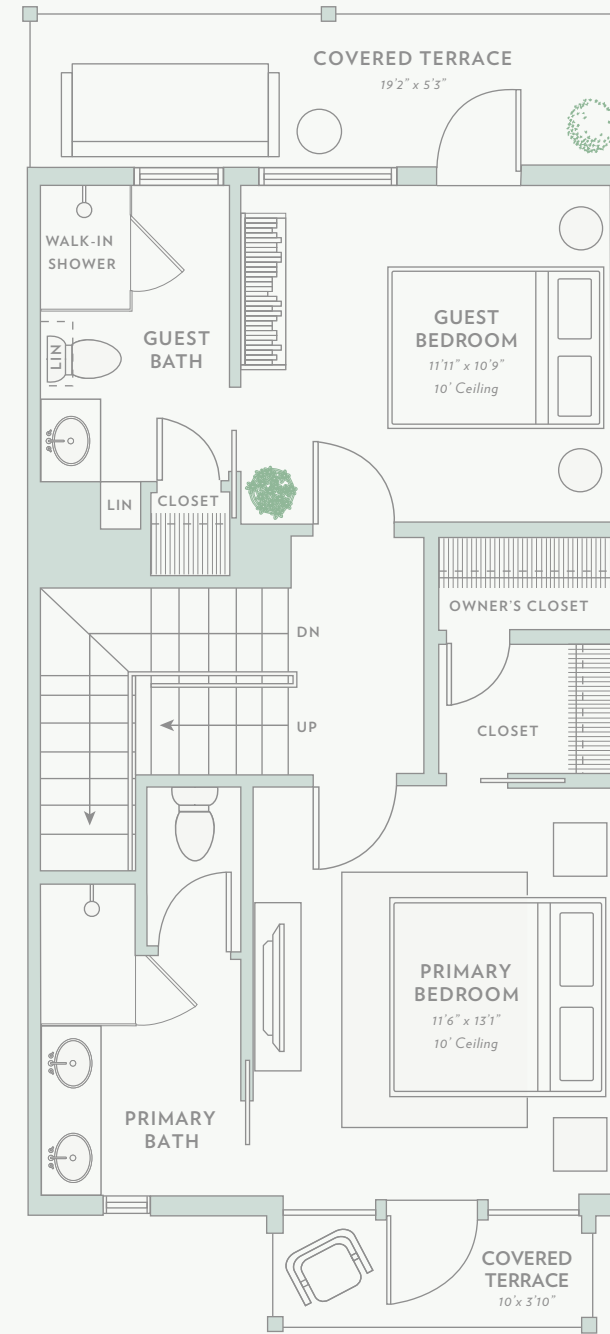 COVERED TERRACE
19'2" x 5'3"
WALK-IN
SHOWER
GUEST
BATH
LIN
GUEST
BEDROOM
11'11" x 10'9"
10' Ceiling
LIN
CLOSET
OWNER'S CLOSET
DN
UP
CLOSET
PRIMARY
BEDROOM
11'6" x 13'1"
10' Ceiling
PRIMARY
BATH
COVERED
TERRACE
10'x 3'10"